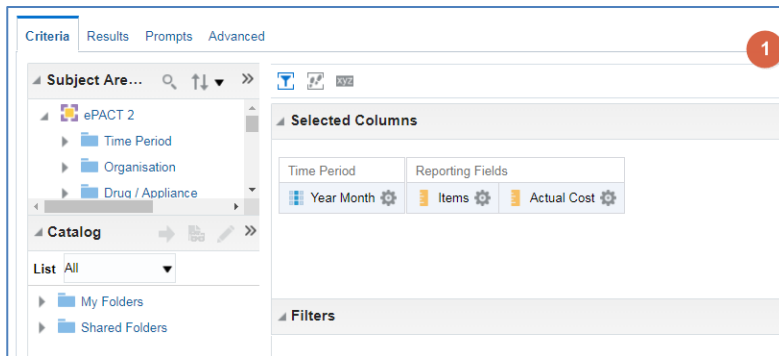 Criteria Results Prompts Advanced
1
Subject Are...
ePACT 2
Time Period
Organisation
Drug / Appliance
Catalog
List All
My Folders
Shared Folders
xyz
Selected Columns
Time Period Reporting Fields
Year Month Items Actual Cost
Filters